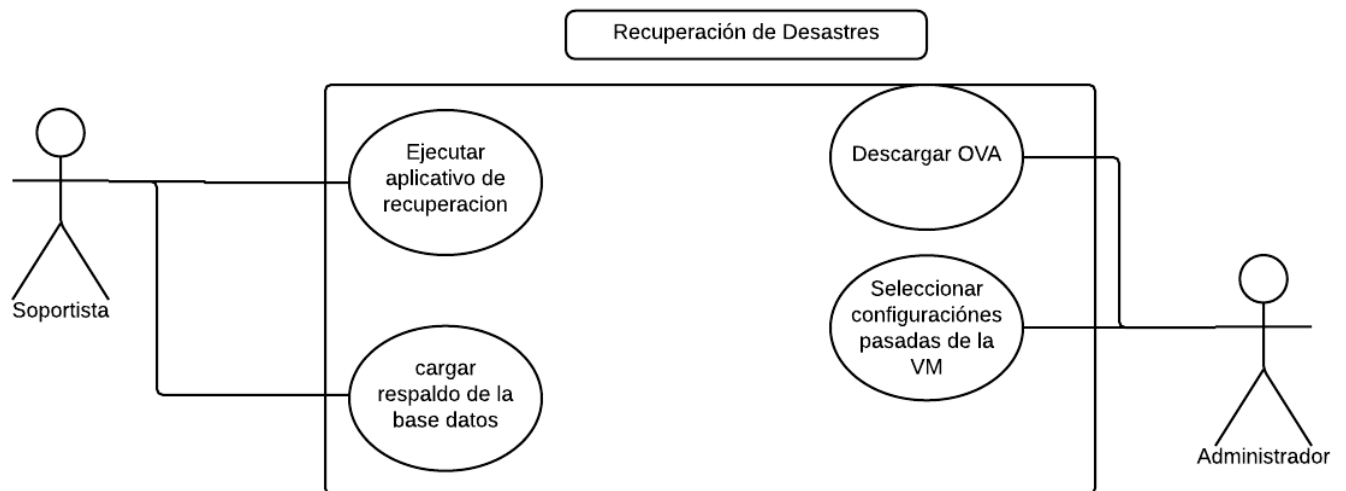 Recuperación de Desastres
Ejecutar
aplicativo de
recuperacion
Descargar OVA
Soportista
Seleccionar
configuraciónes
pasadas de la
VM
cargar
respaldo de la
base datos
Administrador